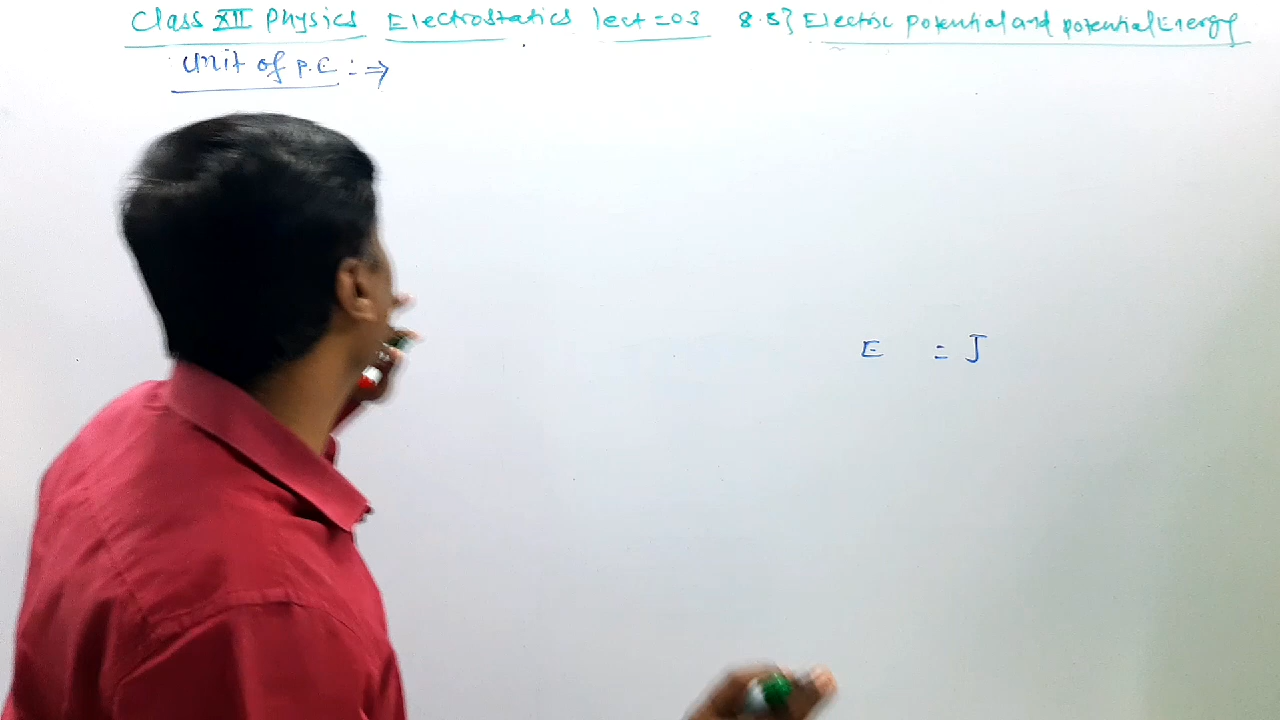 Class XII Physics Electrostatics lect = 03 8.5} Electric Potential and potential Energy
Unit of P.E :- ⇒
E = J